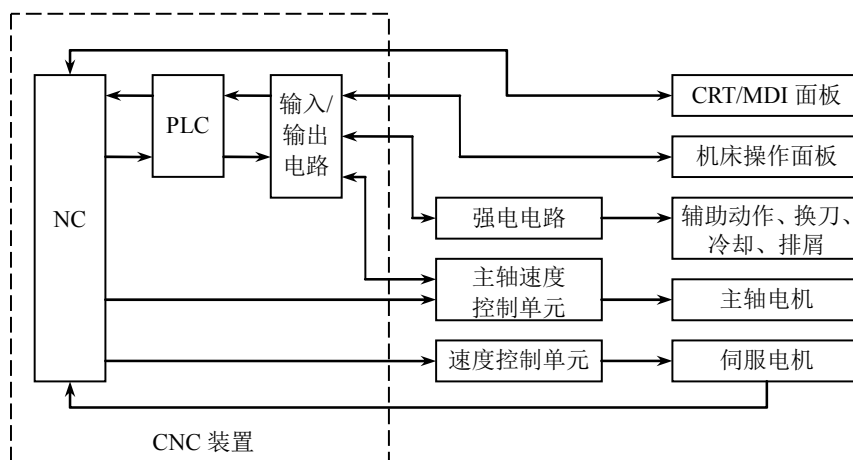 NC
PLC
输入/
输出
电路
CRT/MDI 面板
机床操作面板
强电电路
辅助动作、换刀、
冷却、排屑
主轴速度
控制单元
主轴电机
速度控制单元
伺服电机
CNC 装置